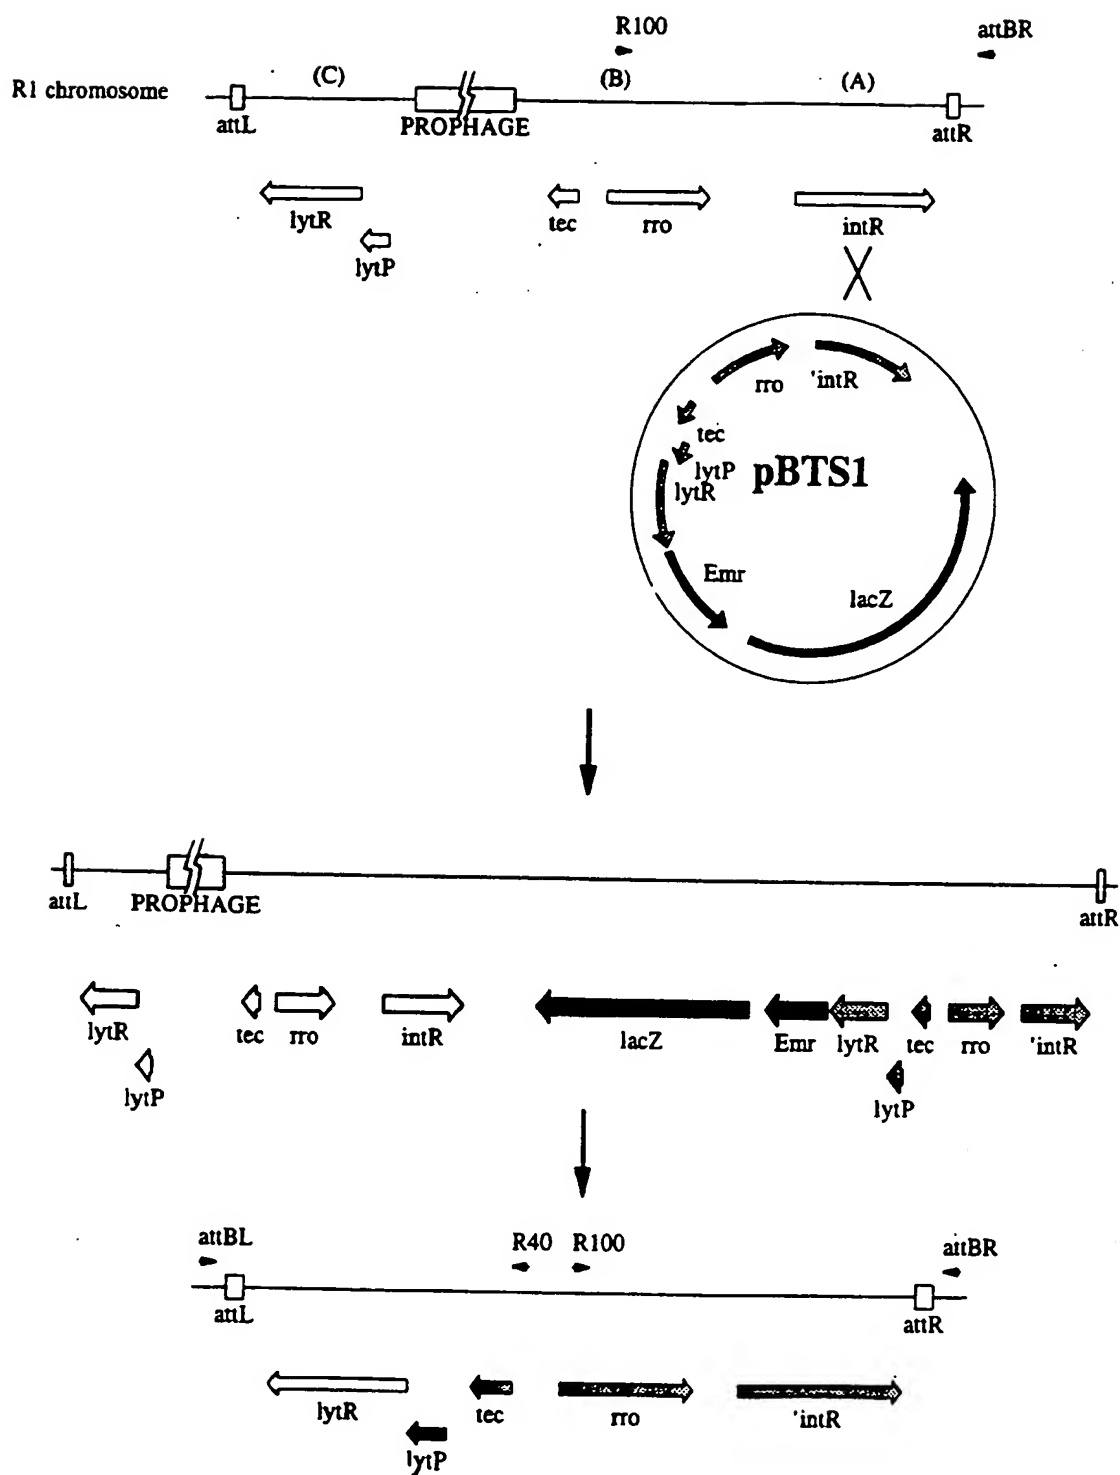 R100
attBR
R1 chromosome
(C)
(B)
(A)
attL
PROPHAGE
attR
lytR
lytP
tec
rro
intR
rro
'intR
tec
lytP
lytR
pBTS1
Emr
lacZ
attL
PROPHAGE
attR
lytR
tec
rro
intR
lacZ
Emr
lytR
tec
rro
'intR
lytP
lytP
attBL
R40
R100
attBR
attL
attR
lytR
tec
rro
'intR
lytP